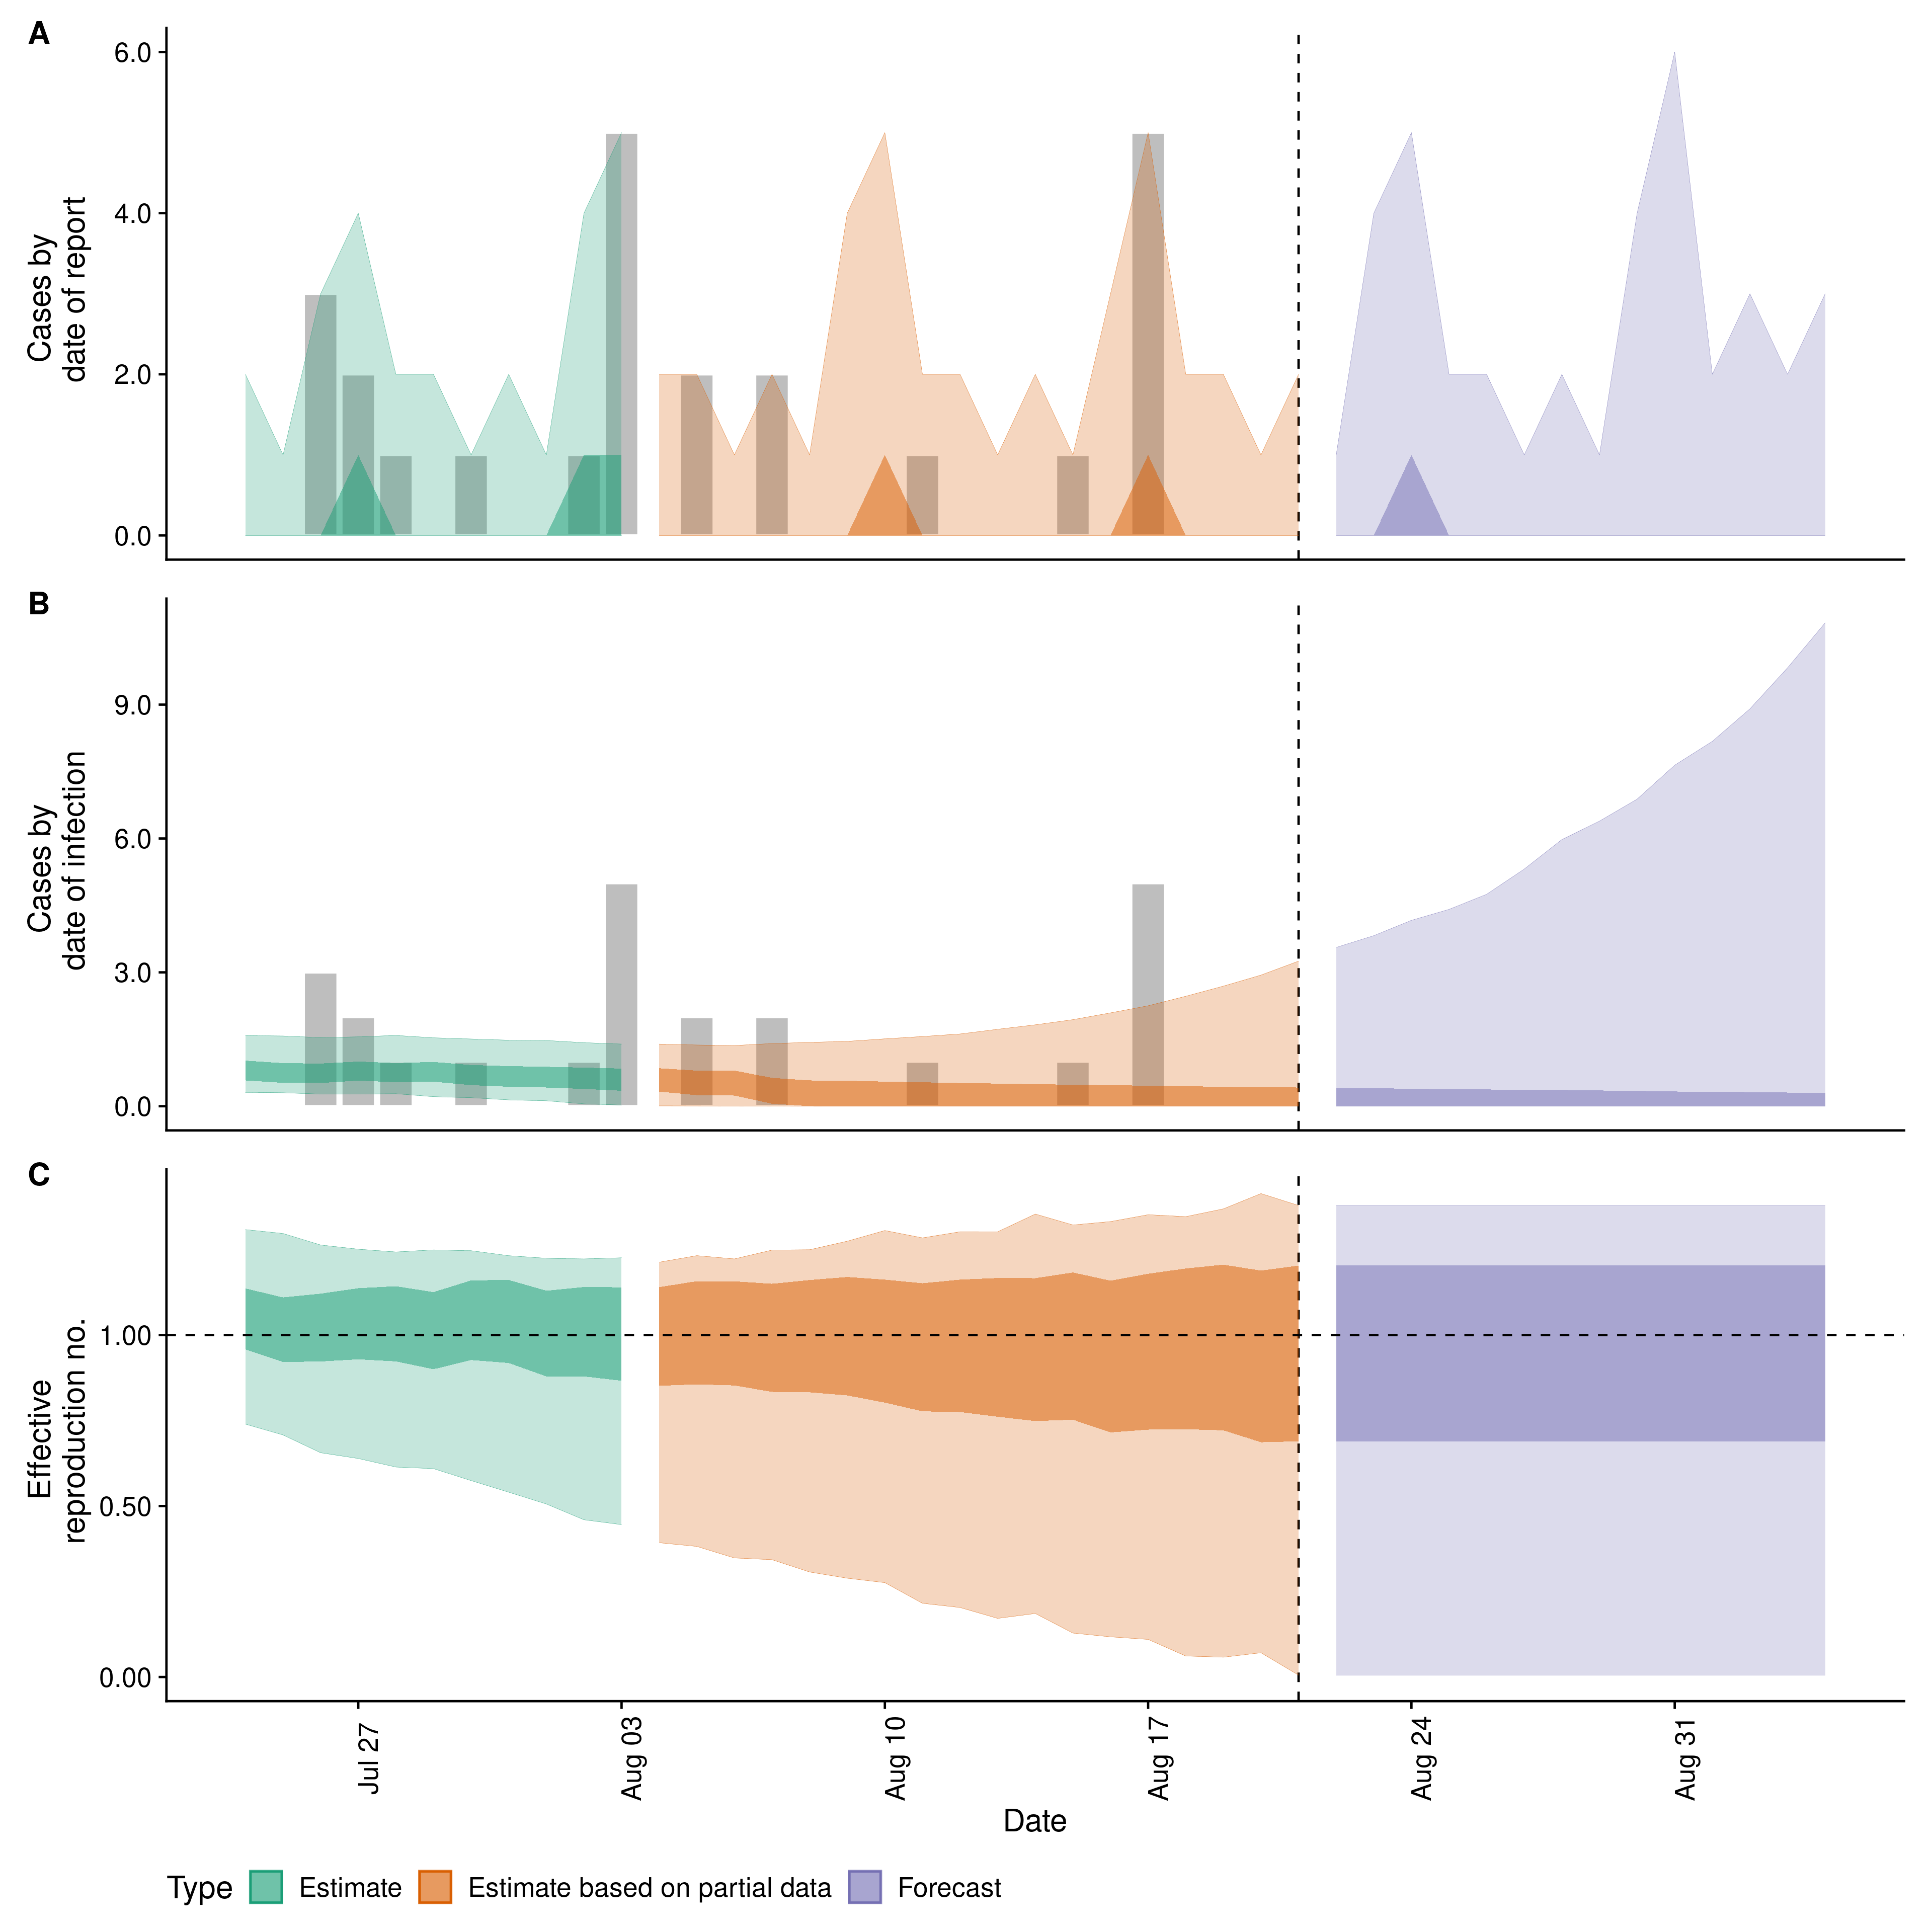 A
Cases by
date of report
6.0
4.0
2.0
0.0
B
Cases by
date of infection
9.0
6.0
3.0
0.0
C
Effective
reproduction no.
1.00
0.50
0.00
Jul 27
Aug 03
Aug 10
Aug 17
Aug 24
Aug 31
Date
Type Estimate Estimate based on partial data Forecast